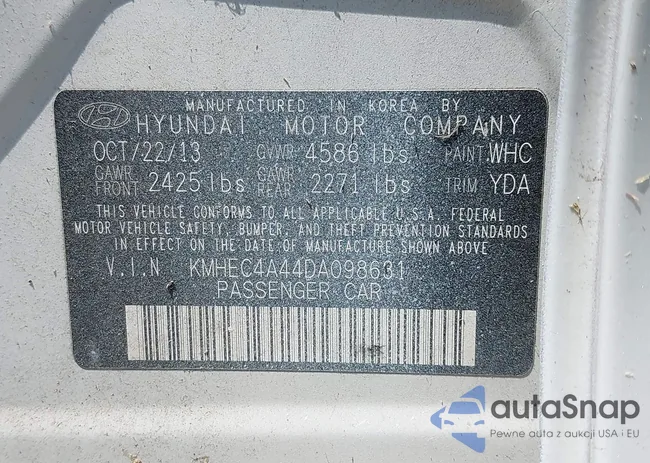 MANUFACTURED IN KOREA BY
HYUNDAI MOTOR COMPANY
OCT/22/13 GVWR 4586 lbs PAINT WHC
GAWR FRONT 2425 lbs GAWR REAR 2271 lbs TRIM YDA
THIS VEHICLE CONFORMS TO ALL APPLICABLE U.S.A. FEDERAL
MOTOR VEHICLE SAFETY, BUMPER, AND THEFT PREVENTION STANDARDS
IN EFFECT ON THE DATE OF MANUFACTURE SHOWN ABOVE
V.I.N KMHEC4A44DA098631
PASSENGER CAR
autaSnap
Pewne auta z aukcji USA i EU